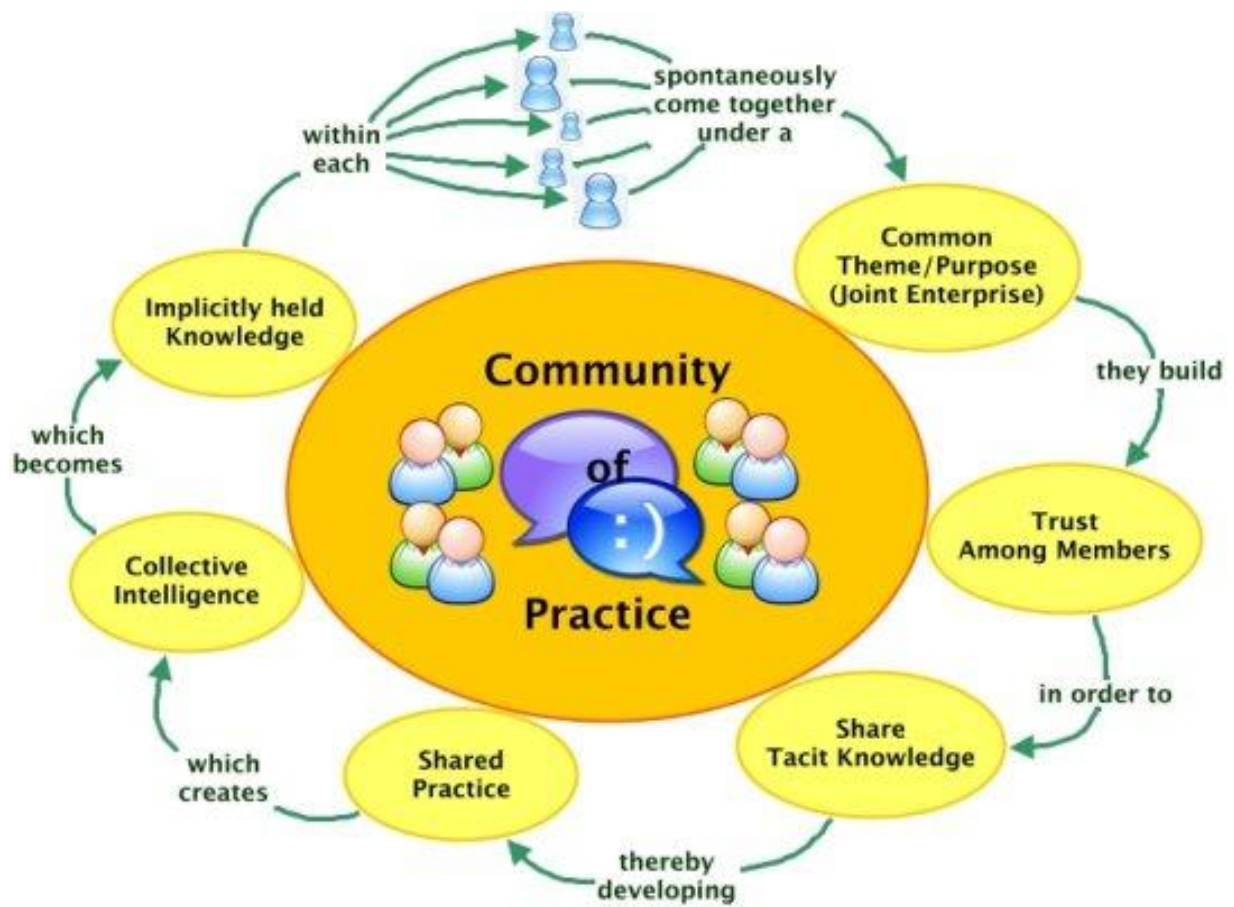 within
each
spontaneously
come together
under a
Common
Theme/Purpose
(Joint Enterprise)
they build
Trust
Among Members
in order to
Share
Tacit Knowledge
thereby
developing
Shared
Practice
which
creates
Collective
Intelligence
which
becomes
Implicitly held
Knowledge
Community
of
:)
Practice